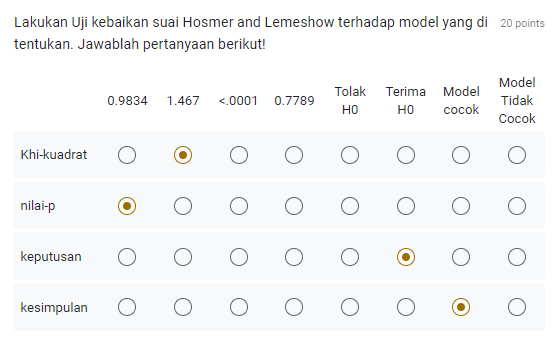 Lakukan Uji kebaikan suai Hosmer and Lemeshow terhadap model yang di 20 points
tentukan. Jawablah pertanyaan berikut!
0.9834 1.467 <.0001 0.7789 Tolak H0 Terima H0 Model cocok Model Tidak Cocok
Khi-kuadrat
nilai-p
keputusan
kesimpulan